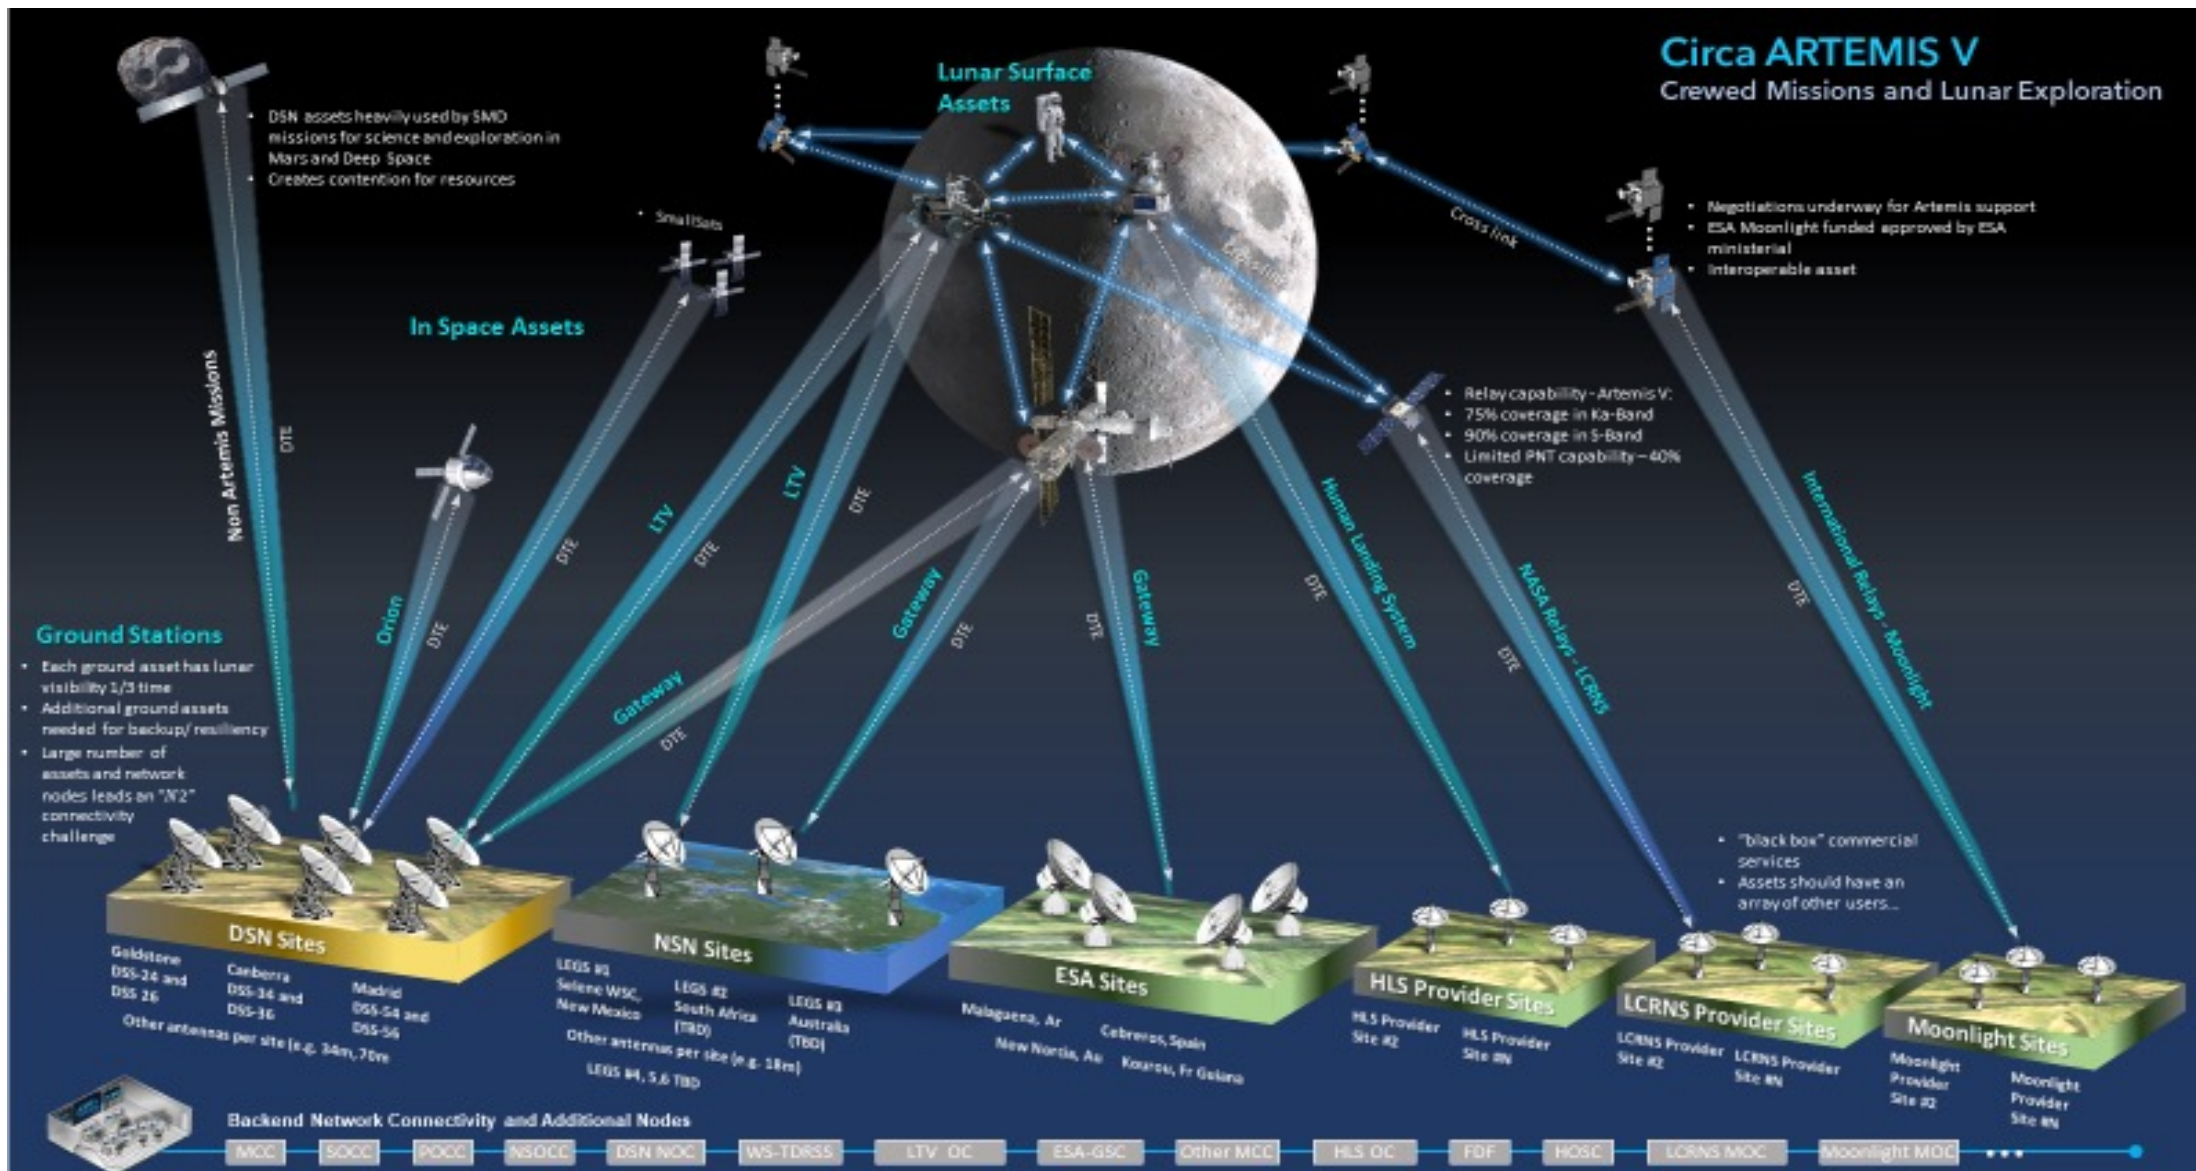 Circa ARTEMIS V
Crewed Missions and Lunar Exploration
Lunar Surface
Assets
• DSN assets heavily used by SMD
missions for science and exploration in
Mars and Deep Space
• Creates contention for resources
• SmallSats
Cross link
• Negotiations underway for Artemis support
• ESA Moonlight funded approved by ESA
ministerial
• Interoperable asset
In Space Assets
• Relay capability - Artemis V:
• 75% coverage in Ka-Band
• 90% coverage in S-Band
• Limited PNT capability – 40%
coverage
Non Artemis Missions
DTE
Orion
DTE
DTE
LTV
DTE
LTV
DTE
Gateway
DTE
Gateway
DTE
Gateway
DTE
Human Landing System
DTE
NASA Relays - LCRNS
DTE
International Relays - Moonlight
DTE
Ground Stations
• Each ground asset has lunar
visibility 1/3 time
• Additional ground assets
needed for backup/ resiliency
• Large number of
assets and network
nodes leads an "N2"
connectivity
challenge
• "black box" commercial
services
• Assets should have an
array of other users...
DSN Sites
Goldstone
DSS-24 and
DSS 26
Canberra
DSS-34 and
DSS-36
Madrid
DSS-54 and
DSS-56
Other antennas per site (e.g. 34m, 70m
NSN Sites
LEGS #1
Selene WSC,
New Mexico
LEGS #2
South Africa
(TBD)
LEGS #3
Australia
(TBD)
Other antennas per site (e.g. 18m)
LEGS #4, 5,6 TBD
ESA Sites
Malaguena, Ar
Cebreros, Spain
New Norcia, Au
Kourou, Fr Guiana
HLS Provider Sites
HLS Provider
Site #2
HLS Provider
Site #N
LCRNS Provider Sites
LCRNS Provider
Site #2
LCRNS Provider
Site #N
Moonlight Sites
Moonlight
Provider
Site #2
Moonlight
Provider
Site #N
Backend Network Connectivity and Additional Nodes
MCC
SOCC
POCC
NSOCC
DSN NOC
WS-TDRSS
LTV OC
ESA-GSC
Other MCC
HLS OC
FDF
HOSC
LCRNS MOC
Moonlight MOC